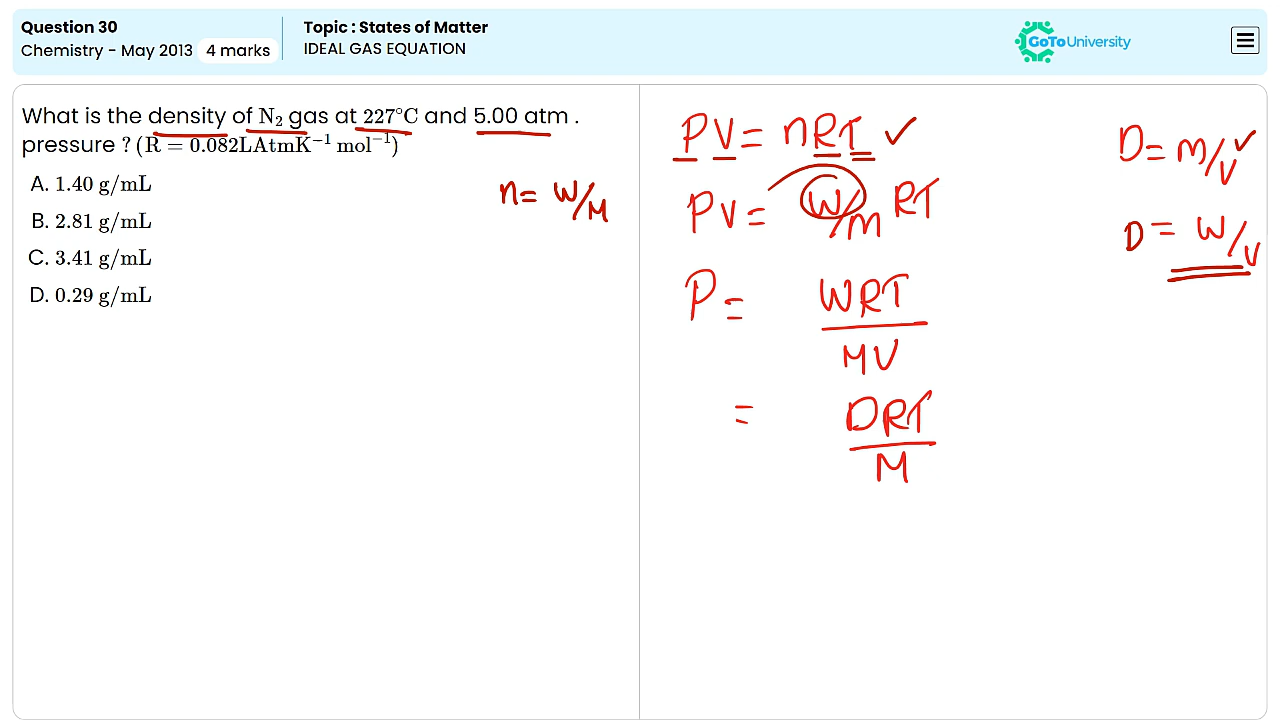 Question 30
Chemistry - May 2013 4 marks
Topic : States of Matter
IDEAL GAS EQUATION
GoToUniversity
What is the density of N₂ gas at 227°C and 5.00 atm .
pressure ? (R = 0.082LAtmK⁻¹ mol⁻¹)
A. 1.40 g/mL
B. 2.81 g/mL
C. 3.41 g/mL
D. 0.29 g/mL
n= W/M
PV = nRT ✓
PV = W/M RT
P = WRT/MV
= DRT/M
D= m/V ✓
D = W/V